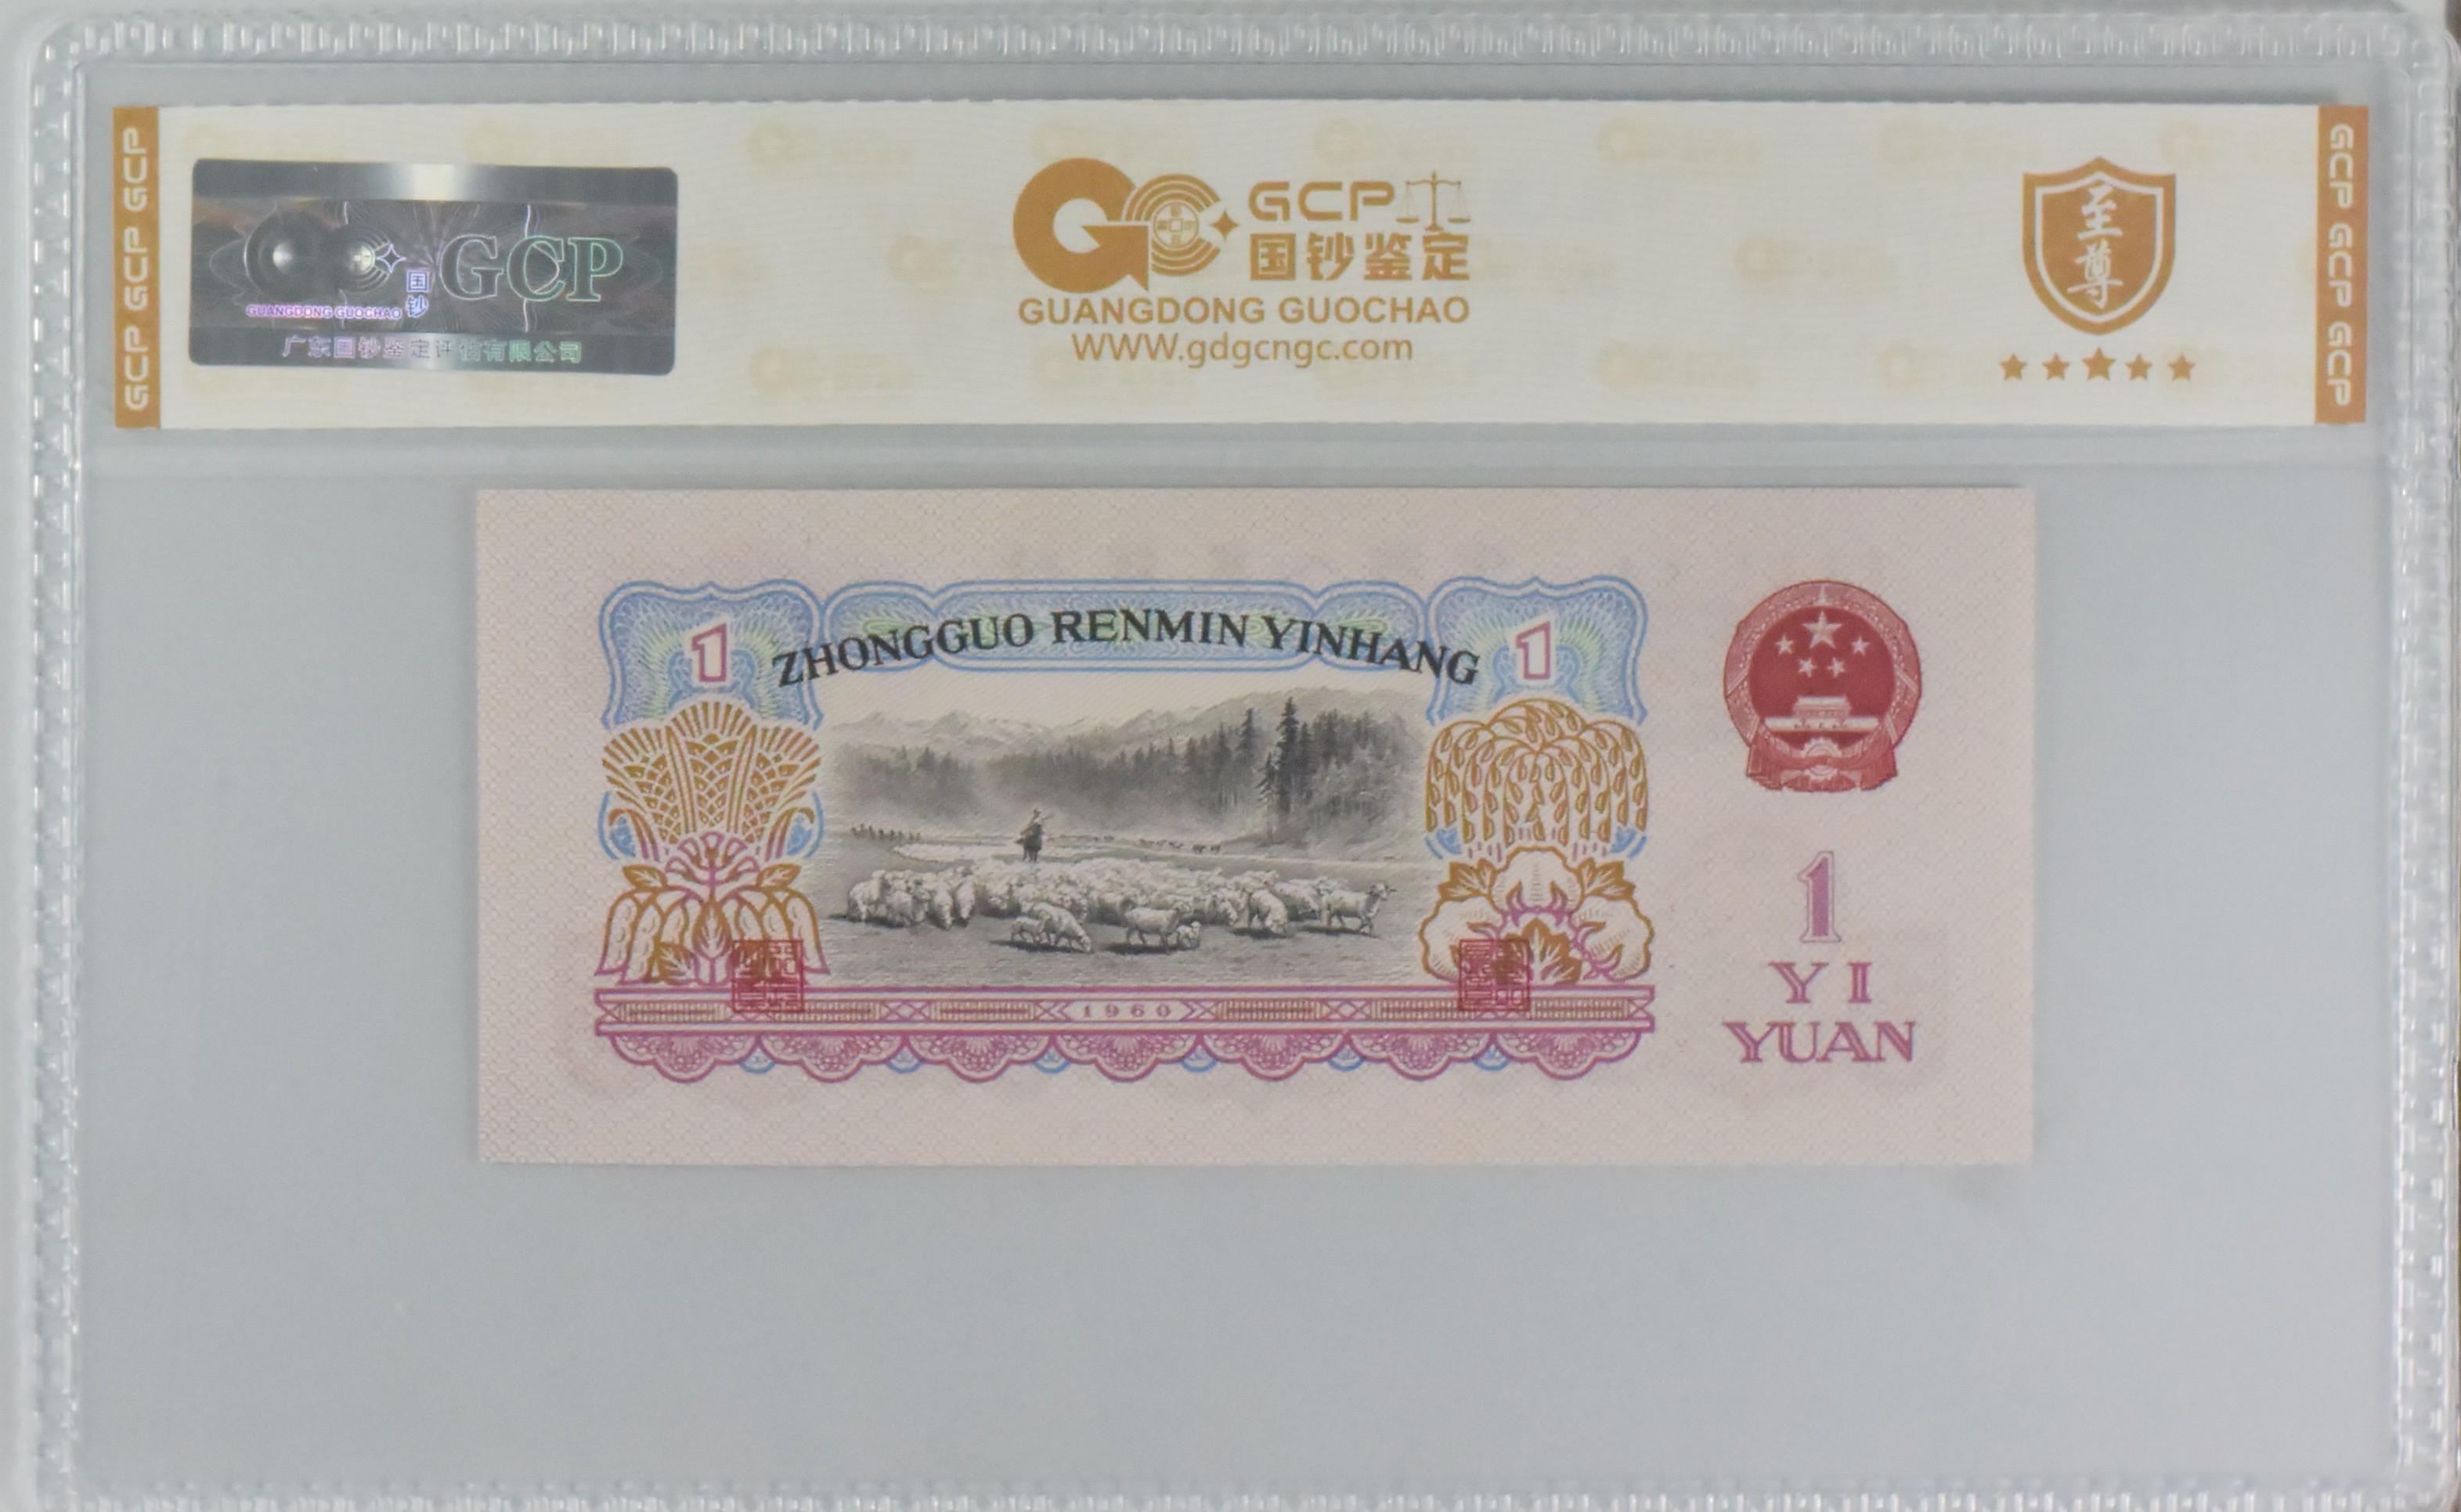 GCP GCP GCP
国钞
GCP
GUANGDONG GUOCHAO
广东国钞鉴定评估有限公司
GCP
国钞鉴定
GUANGDONG GUOCHAO
WWW.gdgcngc.com
至尊
GCP GCP GCP
1
ZHONGGUO RENMIN YINHANG
1
1960
1
YI
YUAN